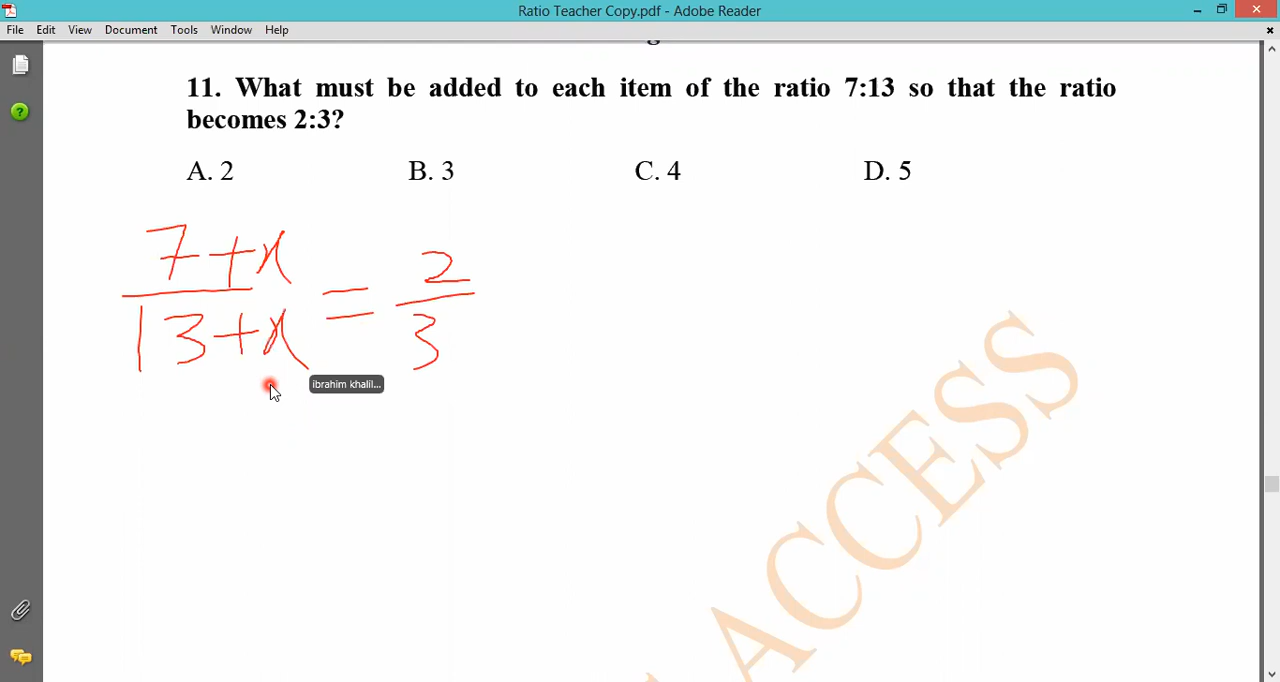 Ratio Teacher Copy.pdf - Adobe Reader
File Edit View Document Tools Window Help
11. What must be added to each item of the ratio 7:13 so that the ratio
becomes 2:3?
A. 2 B. 3 C. 4 D. 5
7+x
13+x = 2
3
ibrahim khalil...
ACCESS